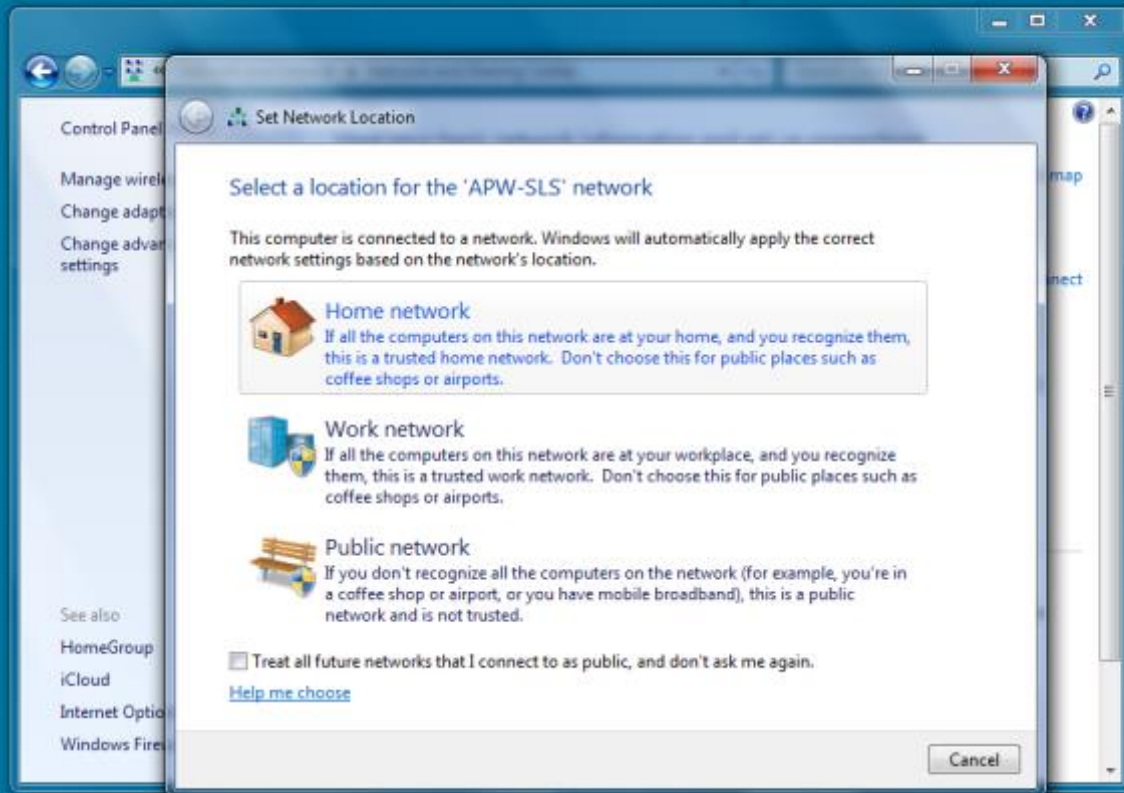 Control Panel
Manage wirele
Change adapt
Change advan
settings
See also
HomeGroup
iCloud
Internet Optio
Windows Firew
map
nnect
Set Network Location
Select a location for the 'APW-SLS' network
This computer is connected to a network. Windows will automatically apply the correct
network settings based on the network's location.
Home network
If all the computers on this network are at your home, and you recognize them,
this is a trusted home network. Don't choose this for public places such as
coffee shops or airports.
Work network
If all the computers on this network are at your workplace, and you recognize
them, this is a trusted work network. Don't choose this for public places such as
coffee shops or airports.
Public network
If you don't recognize all the computers on the network (for example, you're in
a coffee shop or airport, or you have mobile broadband), this is a public
network and is not trusted.
Treat all future networks that I connect to as public, and don't ask me again.
Help me choose
Cancel